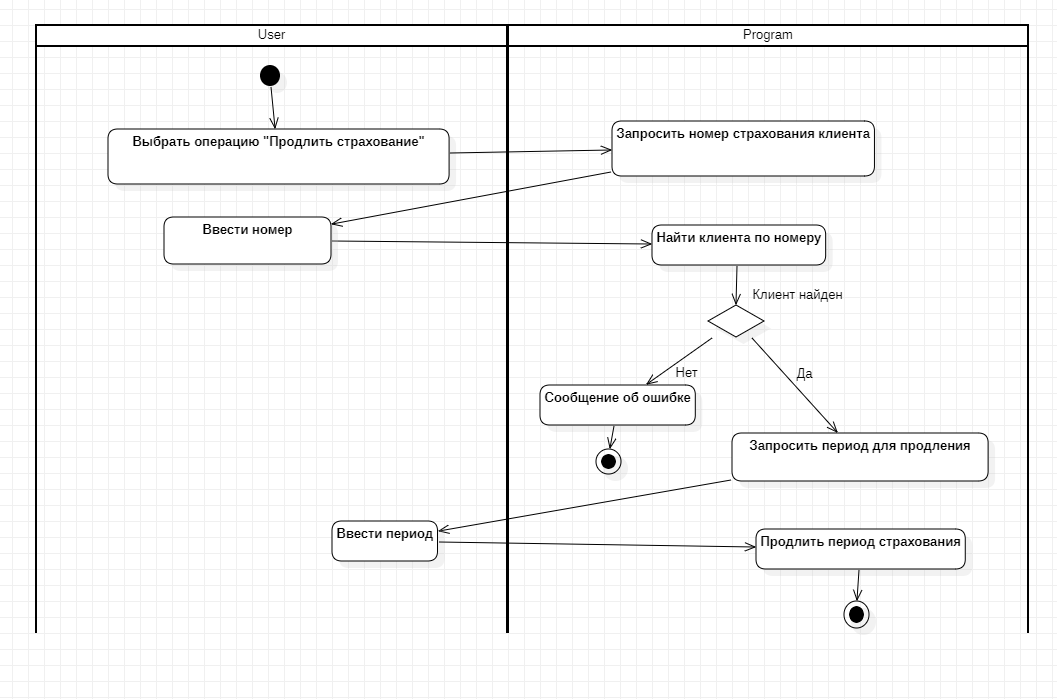 User
Program
Выбрать операцию "Продлить страхование"
Запросить номер страхования клиента
Ввести номер
Найти клиента по номеру
Клиент найден
Нет
Да
Сообщение об ошибке
Запросить период для продления
Ввести период
Продлить период страхования